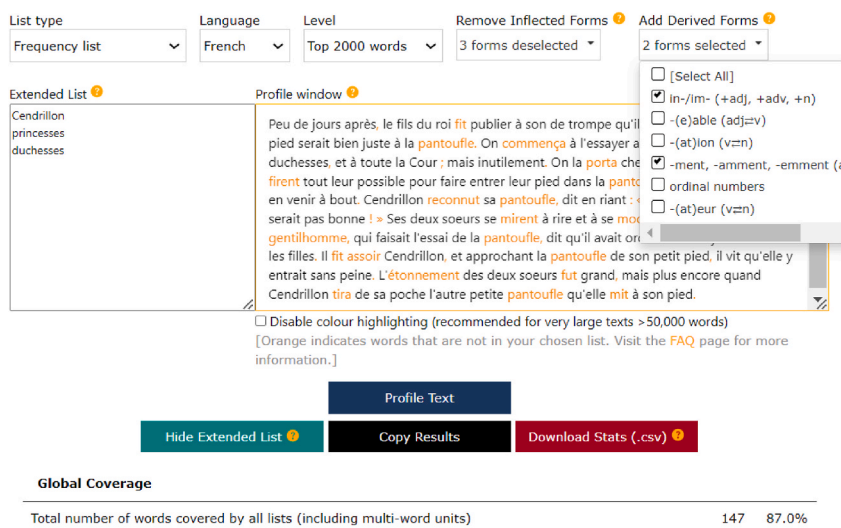 List type
Language
Level
Remove Inflected Forms ?
Add Derived Forms ?
Frequency list
French
Top 2000 words
3 forms deselected
2 forms selected
[Select All]
in-/im- (+adj, +adv, +n)
-(e)able (adj⇌v)
-(at)ion (v⇌n)
-ment, -amment, -emment (a
ordinal numbers
-(at)eur (v⇌n)
Extended List ?
Cendrillon
princesses
duchesses
Profile window ?
Peu de jours après, le fils du roi fit publier à son de trompe qu'il
pied serait bien juste à la pantoufle. On commença à l'essayer a
duchesses, et à toute la Cour ; mais inutilement. On la porta che
firent tout leur possible pour faire entrer leur pied dans la panto
en venir à bout. Cendrillon reconnut sa pantoufle, dit en riant : «
serait pas bonne ! » Ses deux soeurs se mirent à rire et à se moc
gentilhomme, qui faisait l'essai de la pantoufle, dit qu'il avait or
les filles. Il fit assoir Cendrillon, et approchant la pantoufle de son petit pied, il vit qu'elle y
entrait sans peine. L'étonnement des deux soeurs fut grand, mais plus encore quand
Cendrillon tira de sa poche l'autre petite pantoufle qu'elle mit à son pied.
Disable colour highlighting (recommended for very large texts >50,000 words)
[Orange indicates words that are not in your chosen list. Visit the FAQ page for more
information.]
Profile Text
Hide Extended List ?
Copy Results
Download Stats (.csv) ?
Global Coverage
Total number of words covered by all lists (including multi-word units) 147 87.0%